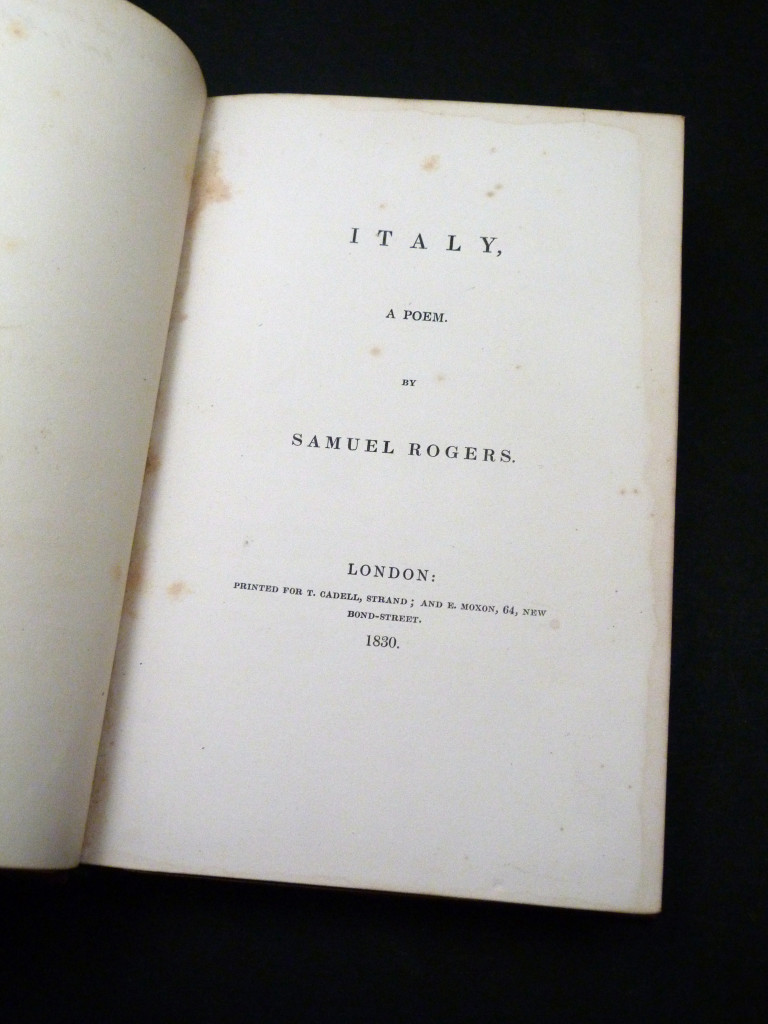 ITALY,
A POEM.
BY
SAMUEL ROGERS.
LONDON:
PRINTED FOR T. CADELL, STRAND; AND E. MOXON, 64, NEW
BOND-STREET.
1830.